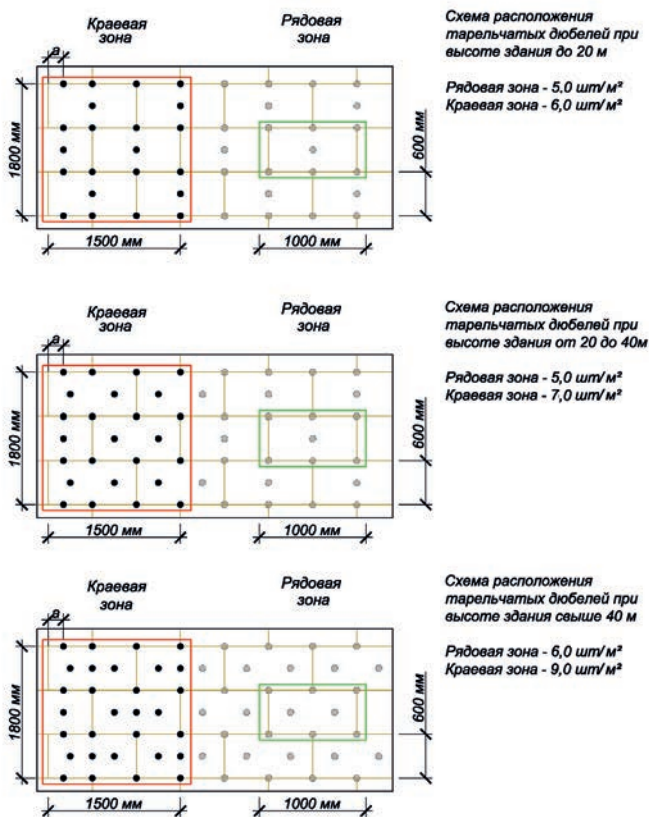 Краевая
зона
Рядовая
зона
Схема расположения
тарельчатых дюбелей при
высоте здания до 20 м
Рядовая зона - 5,0 шт/м²
Краевая зона - 6,0 шт/м²
а
1800 мм
600 мм
1500 мм
1000 мм
Краевая
зона
Рядовая
зона
Схема расположения
тарельчатых дюбелей при
высоте здания от 20 до 40м
Рядовая зона - 5,0 шт/м²
Краевая зона - 7,0 шт/м²
а
1800 мм
600 мм
1500 мм
1000 мм
Краевая
зона
Рядовая
зона
Схема расположения
тарельчатых дюбелей при
высоте здания свыше 40 м
Рядовая зона - 6,0 шт/м²
Краевая зона - 9,0 шт/м²
а
1800 мм
600 мм
1500 мм
1000 мм